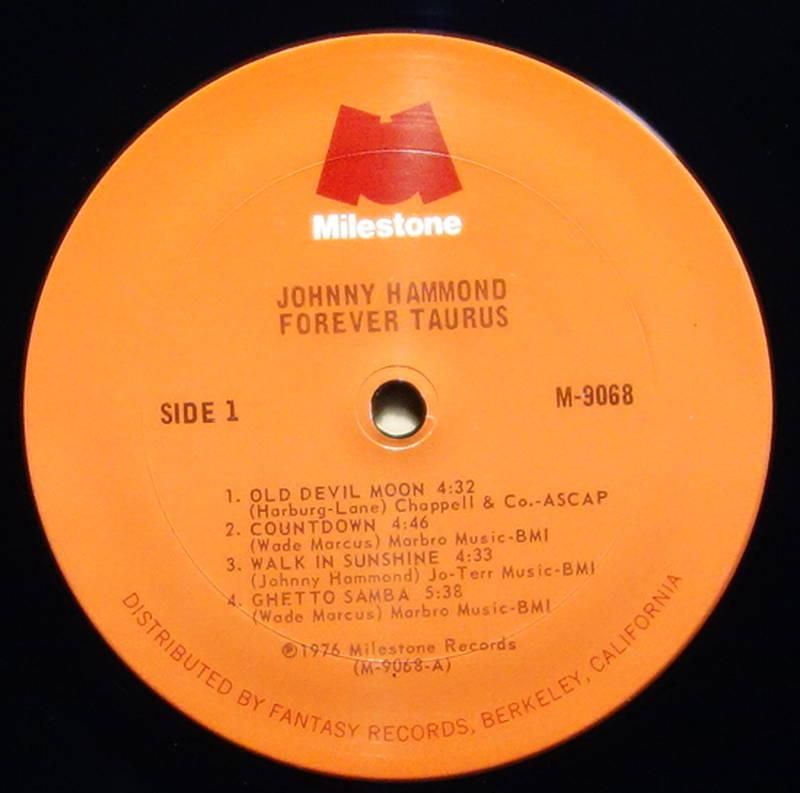 Milestone
JOHNNY HAMMOND
FOREVER TAURUS
SIDE 1
M-9068
1. OLD DEVIL MOON 4:32
(Harburg-Lane) Chappell & Co.-ASCAP
2. COUNTDOWN 4:46
(Wade Marcus) Marbro Music-BMI
3. WALK IN SUNSHINE 4:33
(Johnny Hammond) Jo-Terr Music-BMI
4. GHETTO SAMBA 5:38
(Wade Marcus) Marbro Music-BMI
℗1976 Milestone Records
(M-9068-A)
DISTRIBUTED BY FANTASY RECORDS, BERKELEY, CALIFORNIA